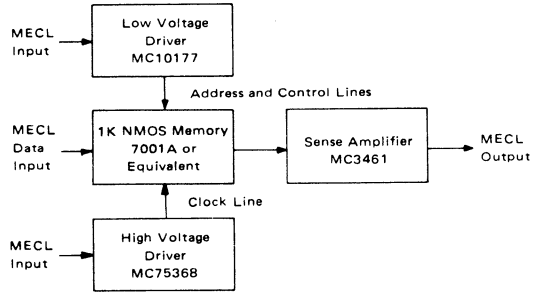 MECL
Input
Low Voltage
Driver
MC10177
Address and Control Lines
MECL
Data
Input
1K NMOS Memory
7001A or
Equivalent
Sense Amplifier
MC3461
MECL
Output
Clock Line
MECL
Input
High Voltage
Driver
MC75368